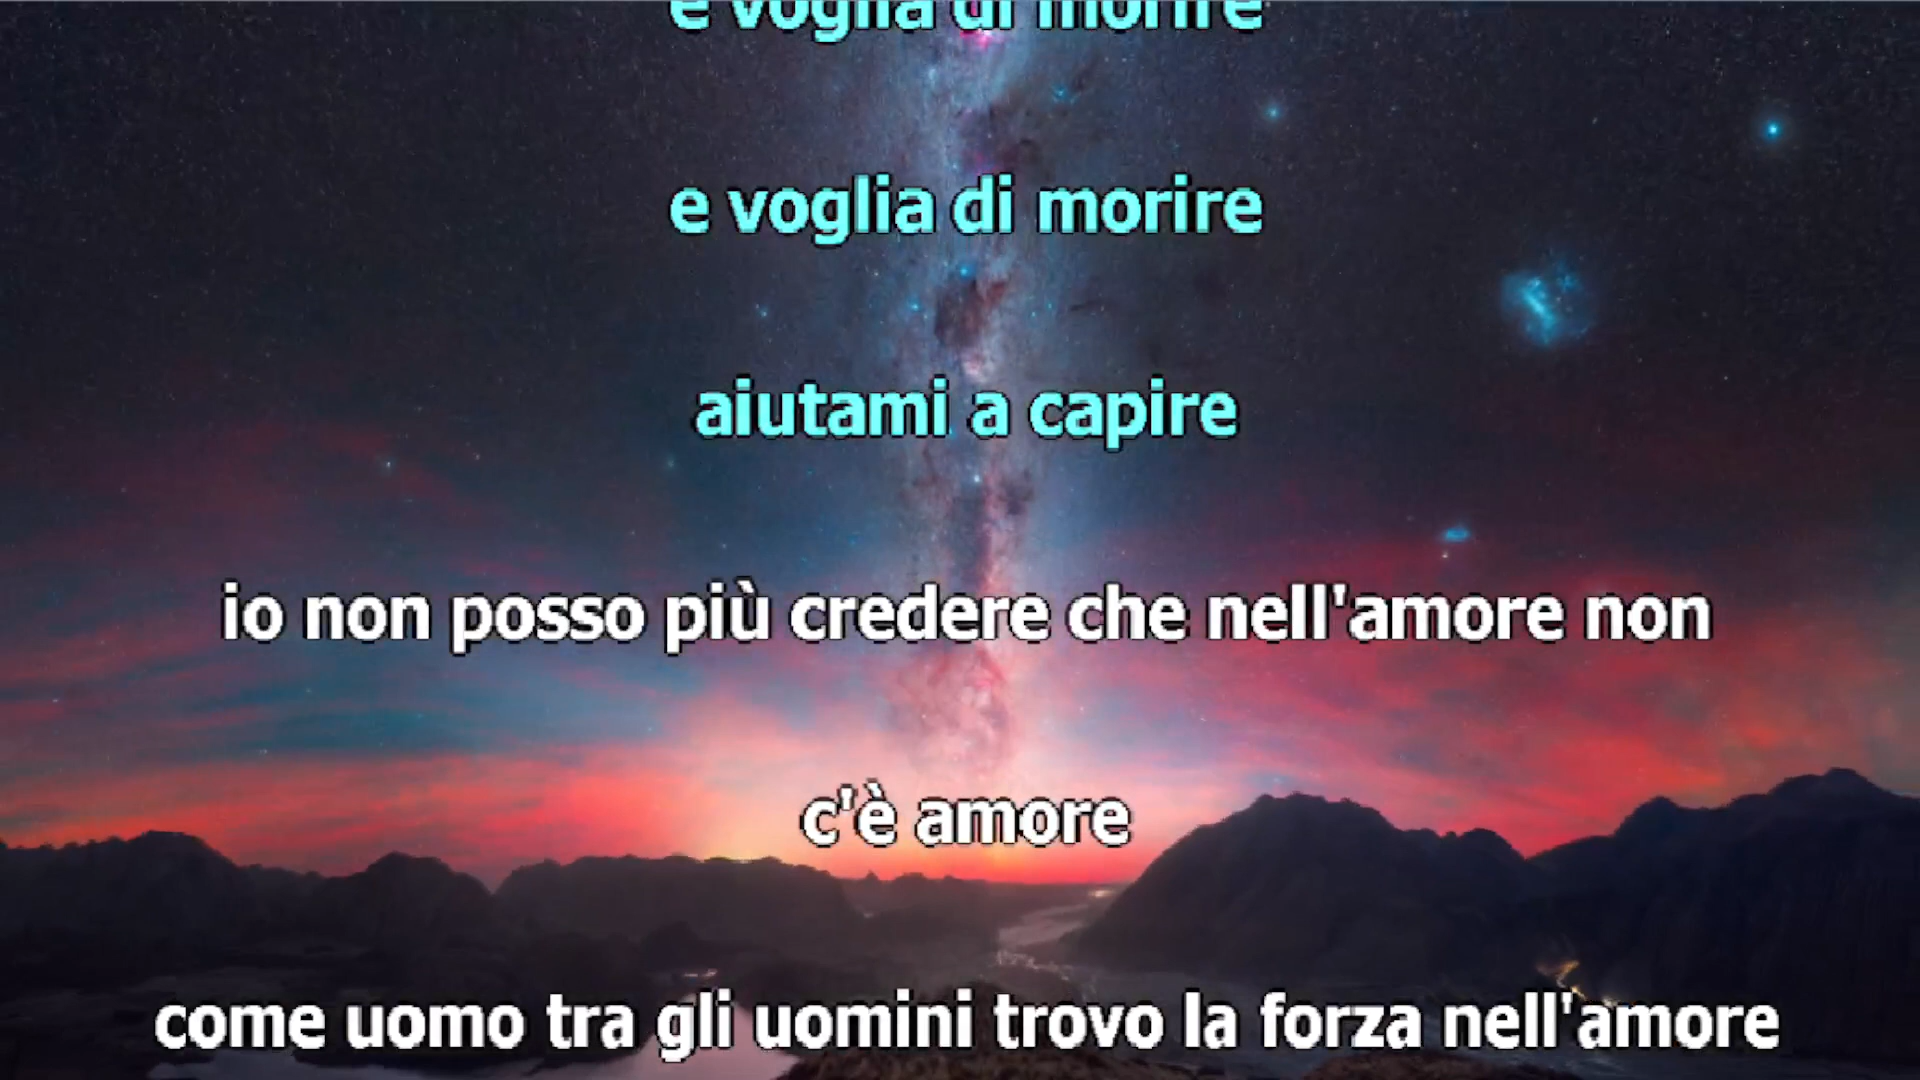 e voglia di morire
e voglia di morire
aiutami a capire
io non posso più credere che nell'amore non
c'è amore
come uomo tra gli uomini trovo la forza nell'amore